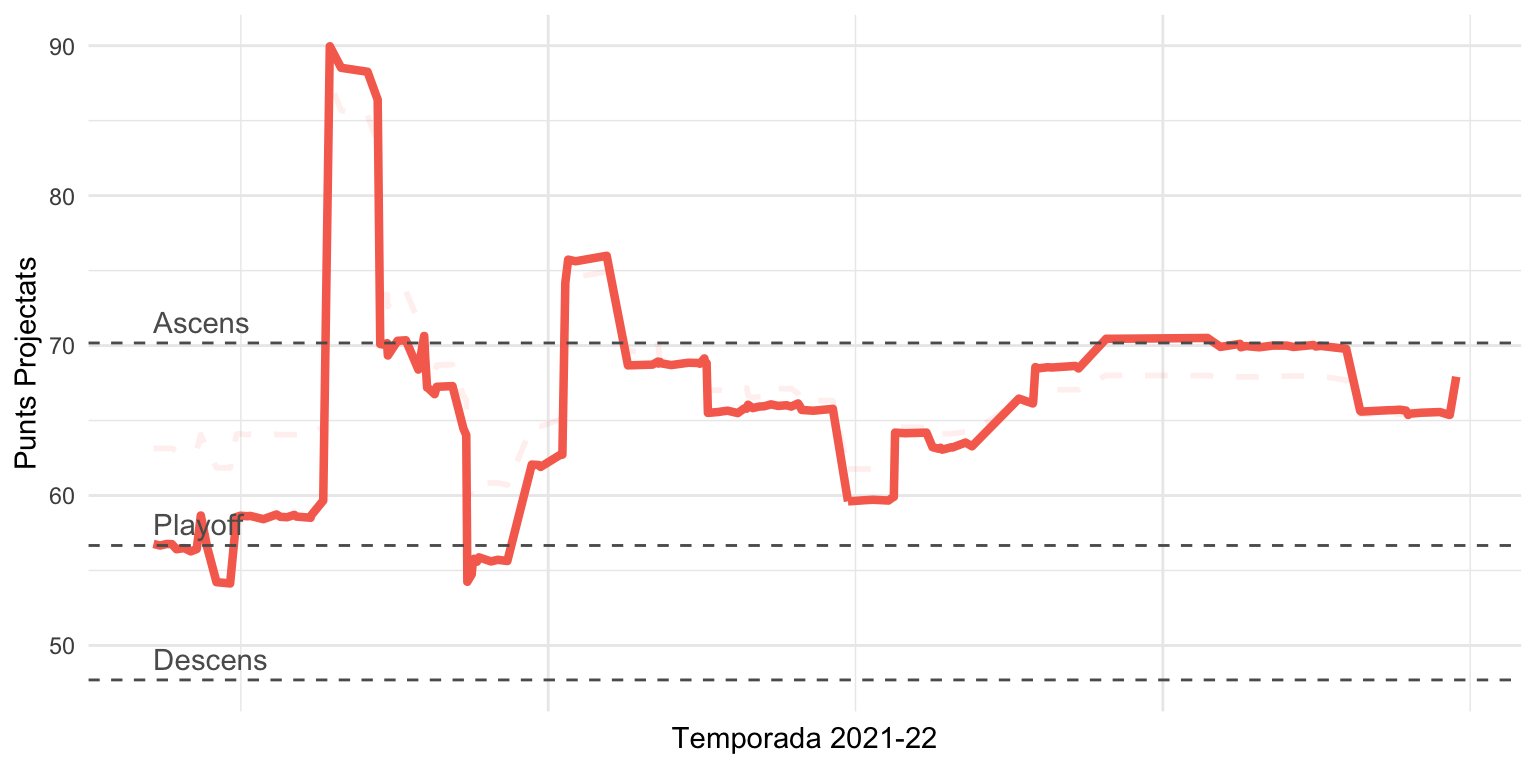 90
80
70
60
50
Punts Projectats
Ascens
Playoff
Descens
Temporada 2021-22